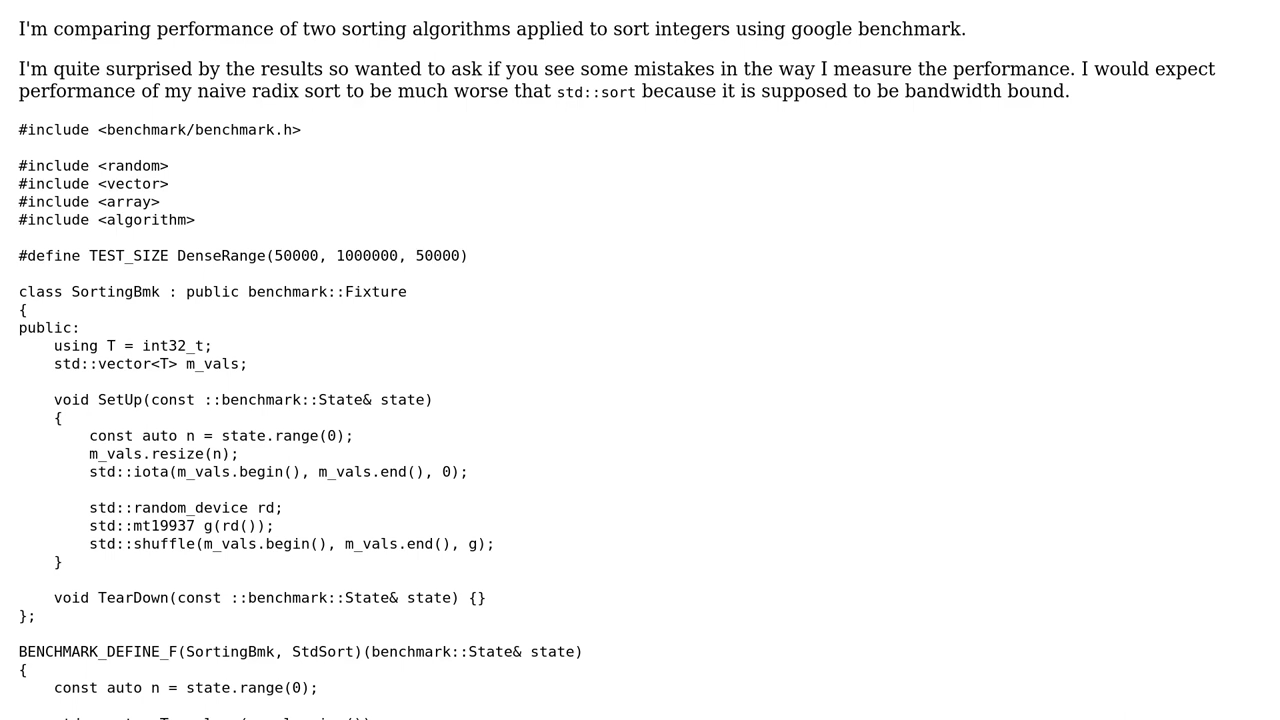 I'm comparing performance of two sorting algorithms applied to sort integers using google benchmark.
I'm quite surprised by the results so wanted to ask if you see some mistakes in the way I measure the performance. I would expect
performance of my naive radix sort to be much worse that std::sort because it is supposed to be bandwidth bound.
#include <benchmark/benchmark.h>
#include <random>
#include <vector>
#include <array>
#include <algorithm>
#define TEST_SIZE DenseRange(50000, 1000000, 50000)
class SortingBmk : public benchmark::Fixture
{
public:
    using T = int32_t;
    std::vector<T> m_vals;
    void SetUp(const ::benchmark::State& state)
    {
        const auto n = state.range(0);
        m_vals.resize(n);
        std::iota(m_vals.begin(), m_vals.end(), 0);
        std::random_device rd;
        std::mt19937 g(rd());
        std::shuffle(m_vals.begin(), m_vals.end(), g);
    }
    void TearDown(const ::benchmark::State& state) {}
};
BENCHMARK_DEFINE_F(SortingBmk, StdSort)(benchmark::State& state)
{
    const auto n = state.range(0);